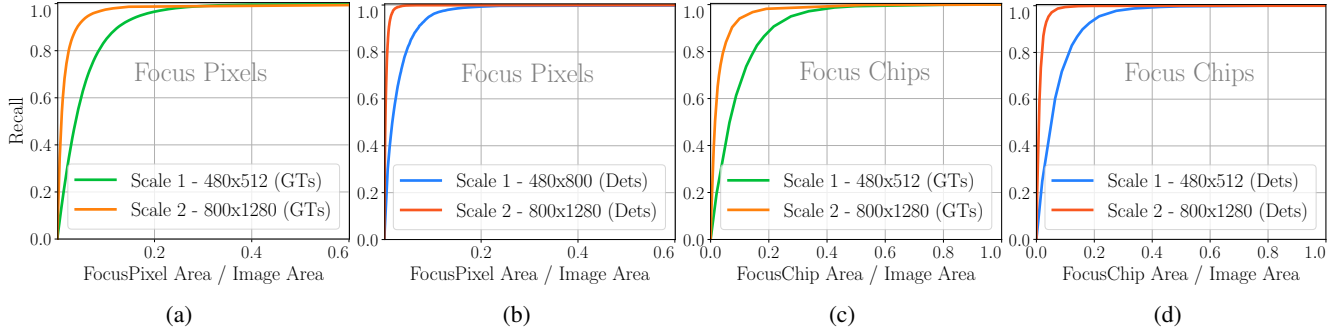 Recall
1.0
0.8
0.6
0.4
0.2
0.0
Focus Pixels
Scale 1 - 480x512 (GTs)
Scale 2 - 800x1280 (GTs)
0.2 0.4 0.6
FocusPixel Area / Image Area
(a)
1.0
0.8
0.6
0.4
0.2
0.0
Focus Pixels
Scale 1 - 480x800 (Dets)
Scale 2 - 800x1280 (Dets)
0.2 0.4 0.6
FocusPixel Area / Image Area
(b)
1.0
0.8
0.6
0.4
0.2
0.0
Focus Chips
Scale 1 - 480x512 (GTs)
Scale 2 - 800x1280 (GTs)
0.0 0.2 0.4 0.6 0.8 1.0
FocusChip Area / Image Area
(c)
1.0
0.8
0.6
0.4
0.2
0.0
Focus Chips
Scale 1 - 480x512 (Dets)
Scale 2 - 800x1280 (Dets)
0.0 0.2 0.4 0.6 0.8 1.0
FocusChip Area / Image Area
(d)